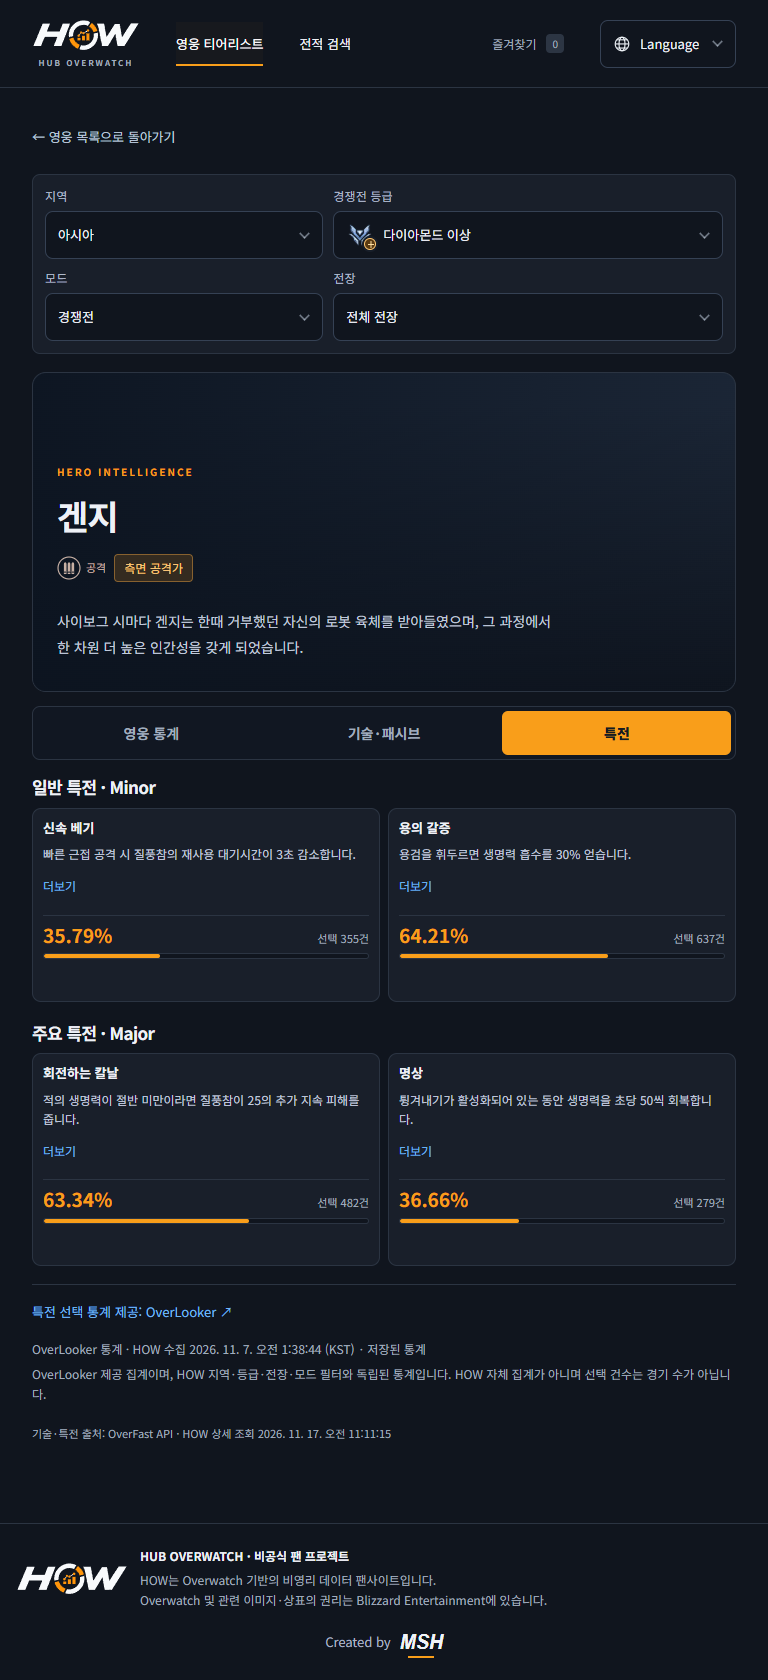 HOW
HUB OVERWATCH
영웅 티어리스트
전적 검색
즐겨찾기 0
Language
← 영웅 목록으로 돌아가기
지역
아시아
경쟁전 등급
다이아몬드 이상
모드
경쟁전
전장
전체 전장
HERO INTELLIGENCE
겐지
공격 측면 공격가
사이보그 시마다 겐지는 한때 거부했던 자신의 로봇 육체를 받아들였으며, 그 과정에서
한 차원 더 높은 인간성을 갖게 되었습니다.
영웅 통계
기술·패시브
특전
일반 특전 · Minor
신속 베기
빠른 근접 공격 시 질풍참의 재사용 대기시간이 3초 감소합니다.
더보기
35.79% 선택 355건
용의 갈증
용검을 휘두르면 생명력 흡수를 30% 얻습니다.
더보기
64.21% 선택 637건
주요 특전 · Major
회전하는 칼날
적의 생명력이 절반 미만이라면 질풍참이 25의 추가 지속 피해를
줍니다.
더보기
63.34% 선택 482건
명상
튕겨내기가 활성화되어 있는 동안 생명력을 초당 50씩 회복합니
다.
더보기
36.66% 선택 279건
특전 선택 통계 제공: OverLooker ↗
OverLooker 통계 · HOW 수집 2026. 11. 7. 오전 1:38:44 (KST) · 저장된 통계
OverLooker 제공 집계이며, HOW 지역·등급·전장·모드 필터와 독립된 통계입니다. HOW 자체 집계가 아니며 선택 건수는 경기 수가 아닙니
다.
기술·특전 출처: OverFast API · HOW 상세 조회 2026. 11. 17. 오전 11:11:15
HOW
HUB OVERWATCH · 비공식 팬 프로젝트
HOW는 Overwatch 기반의 비영리 데이터 팬사이트입니다.
Overwatch 및 관련 이미지·상표의 권리는 Blizzard Entertainment에 있습니다.
Created by MSH